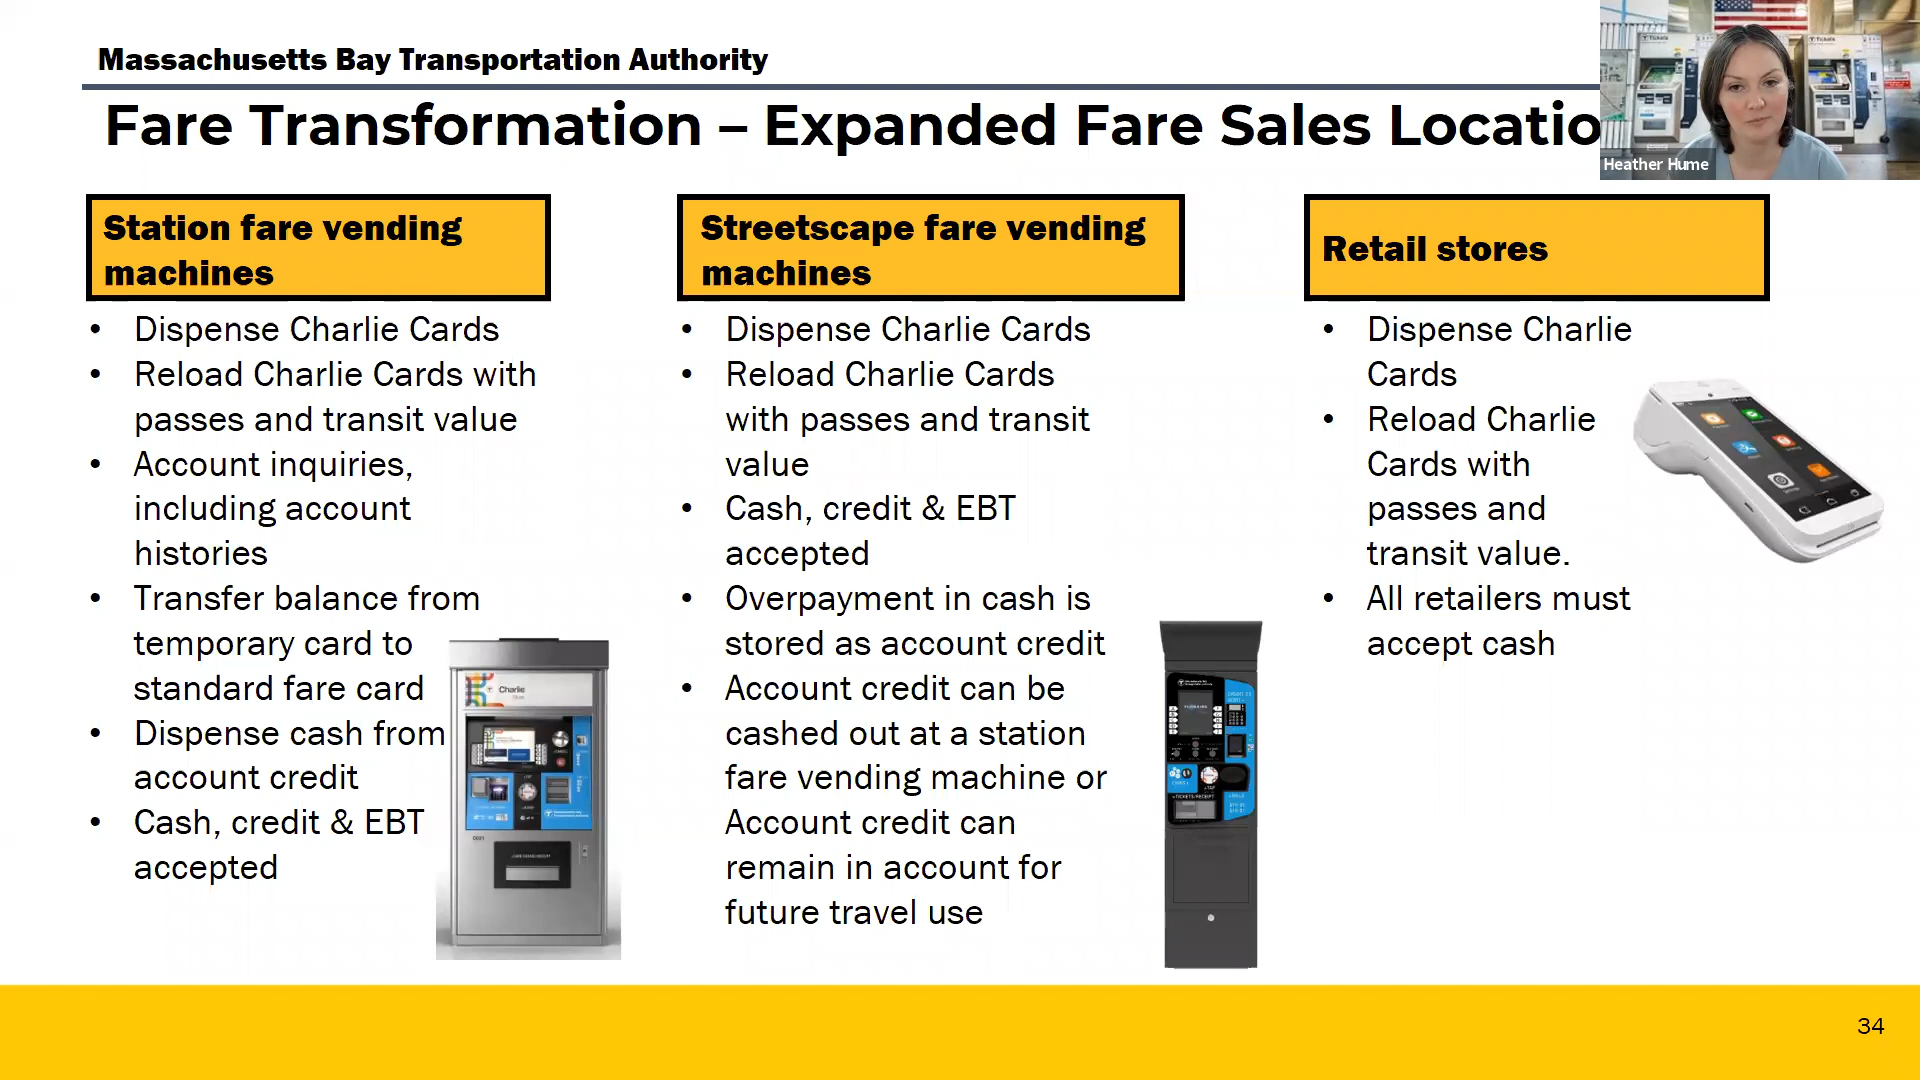 Massachusetts Bay Transportation Authority
Fare Transformation – Expanded Fare Sales Locatio
Heather Hume
Station fare vending
machines
• Dispense Charlie Cards
• Reload Charlie Cards with
passes and transit value
• Account inquiries,
including account
histories
• Transfer balance from
temporary card to
standard fare card
• Dispense cash from
account credit
• Cash, credit & EBT
accepted
Charlie
Streetscape fare vending
machines
• Dispense Charlie Cards
• Reload Charlie Cards
with passes and transit
value
• Cash, credit & EBT
accepted
• Overpayment in cash is
stored as account credit
• Account credit can be
cashed out at a station
fare vending machine or
Account credit can
remain in account for
future travel use
Retail stores
• Dispense Charlie
Cards
• Reload Charlie
Cards with
passes and
transit value.
• All retailers must
accept cash
34